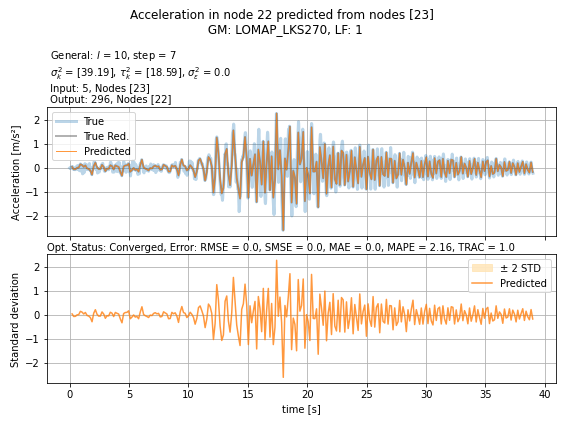 Acceleration in node 22 predicted from nodes [23]
GM: LOMAP_LKS270, LF: 1
General: l = 10, step = 7
σ²ₖ = [39.19], τ²ₖ = [18.59], σ²ε = 0.0
Input: 5, Nodes [23]
Output: 296, Nodes [22]
Acceleration [m/s²]
2
1
0
−1
−2
True
True Red.
Predicted
Opt. Status: Converged, Error: RMSE = 0.0, SMSE = 0.0, MAE = 0.0, MAPE = 2.16, TRAC = 1.0
Standard deviation
2
1
0
−1
−2
± 2 STD
Predicted
0 5 10 15 20 25 30 35 40
time [s]